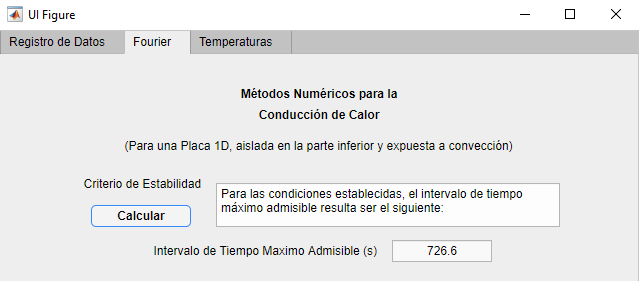 UI Figure
Registro de Datos
Fourier
Temperaturas
Métodos Numéricos para la
Conducción de Calor
(Para una Placa 1D, aislada en la parte inferior y expuesta a convección)
Criterio de Estabilidad
Calcular
Para las condiciones establecidas, el intervalo de tiempo
máximo admisible resulta ser el siguiente:
Intervalo de Tiempo Maximo Admisible (s)
726.6